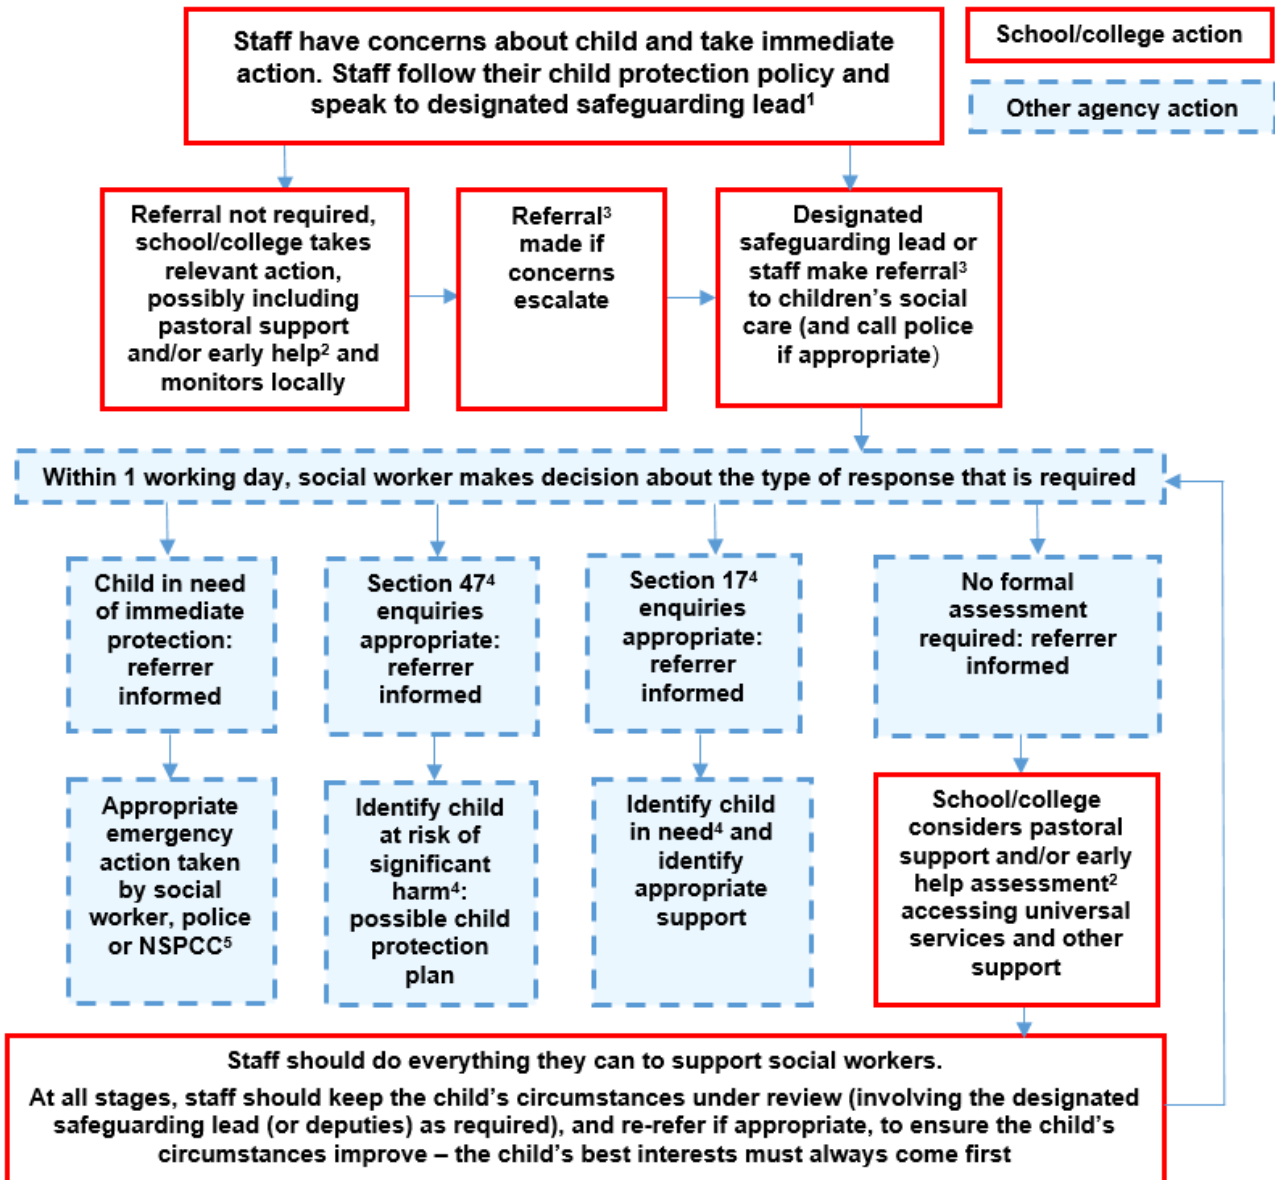 Staff have concerns about child and take immediate
action. Staff follow their child protection policy and
speak to designated safeguarding lead¹
School/college action
Other agency action
Referral not required,
school/college takes
relevant action,
possibly including
pastoral support
and/or early help² and
monitors locally
Referral³
made if
concerns
escalate
Designated
safeguarding lead or
staff make referral³
to children’s social
care (and call police
if appropriate)
Within 1 working day, social worker makes decision about the type of response that is required
Child in need
of immediate
protection:
referrer
informed
Section 47⁴
enquiries
appropriate:
referrer
informed
Section 17⁴
enquiries
appropriate:
referrer
informed
No formal
assessment
required: referrer
informed
Appropriate
emergency
action taken
by social
worker, police
or NSPCC⁵
Identify child
at risk of
significant
harm⁴:
possible child
protection
plan
Identify child
in need⁴ and
identify
appropriate
support
School/college
considers pastoral
support and/or early
help assessment²
accessing universal
services and other
support
Staff should do everything they can to support social workers.
At all stages, staff should keep the child’s circumstances under review (involving the designated
safeguarding lead (or deputies) as required), and re-refer if appropriate, to ensure the child’s
circumstances improve – the child’s best interests must always come first